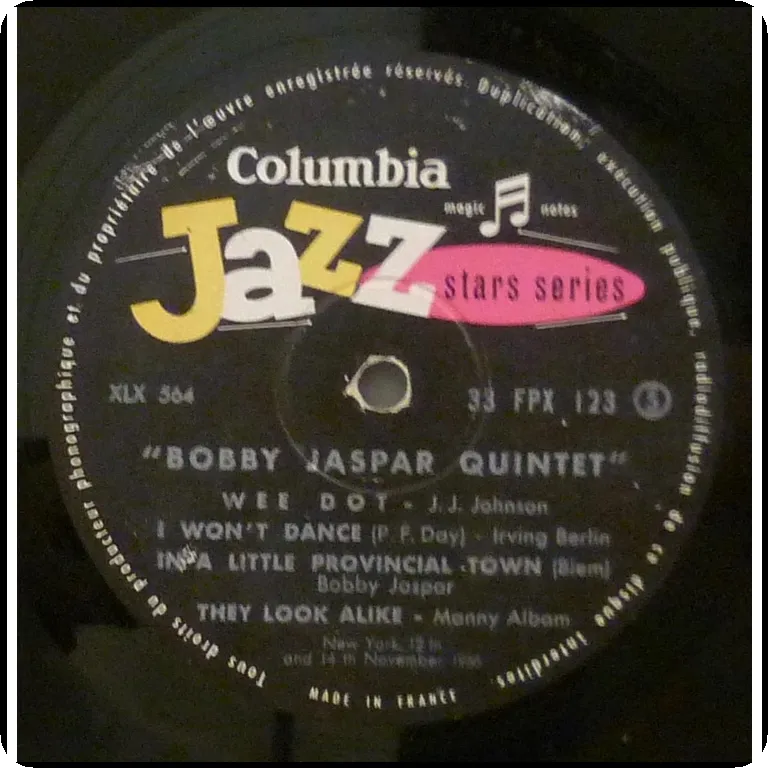 Tous droits du producteur phonographique et du propriétaire de l'œuvre enregistrée réservés. Duplication, exécution publique, radiodiffusion de ce disque interdites.
Columbia
magic notes
Jazz
stars series
XLX 564
33 FPX 123
"BOBBY JASPAR QUINTET"
WEE DOT - J.J. Johnson
I WON'T DANCE (P. F. Day) - Irving Berlin
IN A LITTLE PROVINCIAL TOWN (Biem)
Bobby Jaspar
THEY LOOK ALIKE - Manny Albam
New York, 12 th
and 14 th November 1956
MADE IN FRANCE